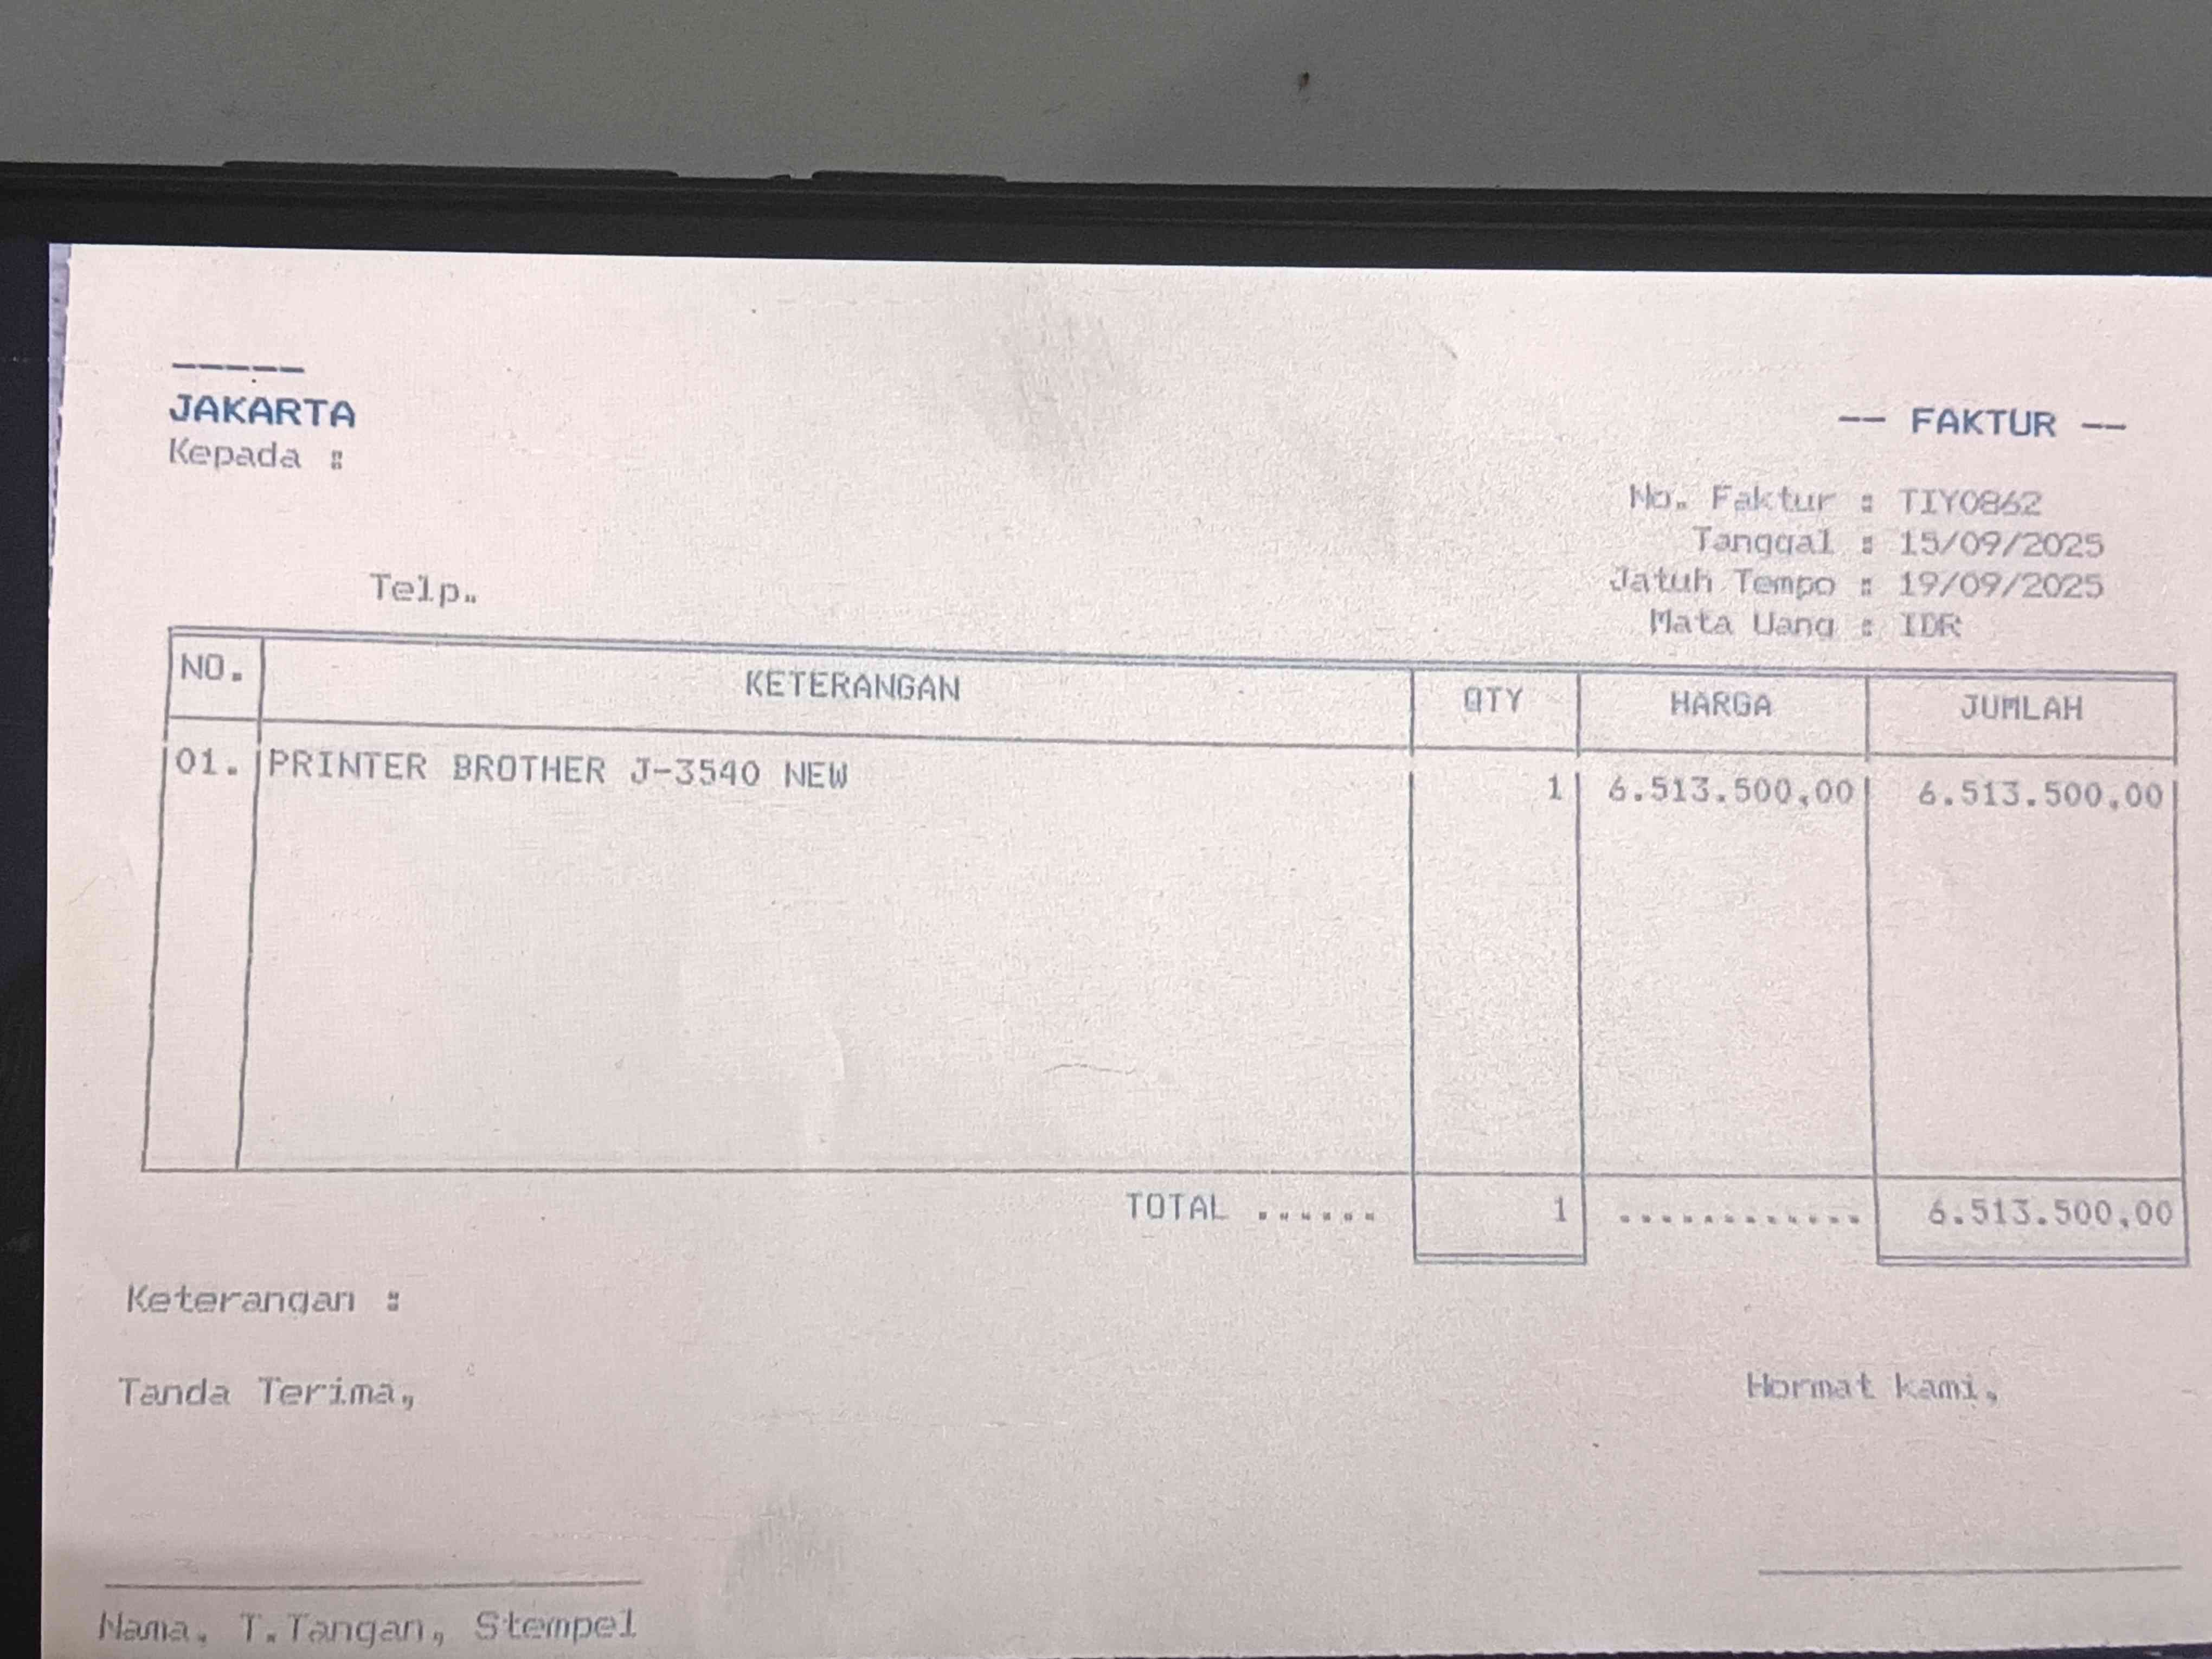 -----
JAKARTA
Kepada :
-- FAKTUR --
No. Faktur : TIY0862
Tanggal : 15/09/2025
Jatuh Tempo : 19/09/2025
Mata Uang : IDR
Telp.
NO. KETERANGAN QTY HARGA JUMLAH
01. PRINTER BROTHER J-3540 NEW 1 6.513.500,00 6.513.500,00
TOTAL ...... 1 ............ 6.513.500,00
Keterangan :
Tanda Terima,
Hormat kami,
Nama, T.Tangan, Stempel